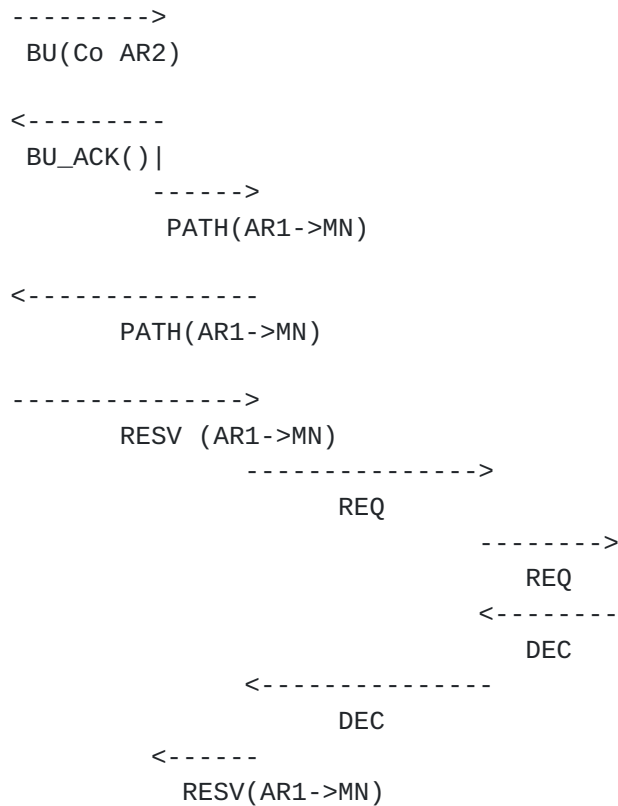 --------->
BU(Co AR2)
<---------
BU_ACK()|
------>
PATH(AR1->MN)
<---------------
PATH(AR1->MN)
--------------->
RESV (AR1->MN)
--------------->
REQ
-------->
REQ
<--------
DEC
<---------------
DEC
<------
RESV(AR1->MN)